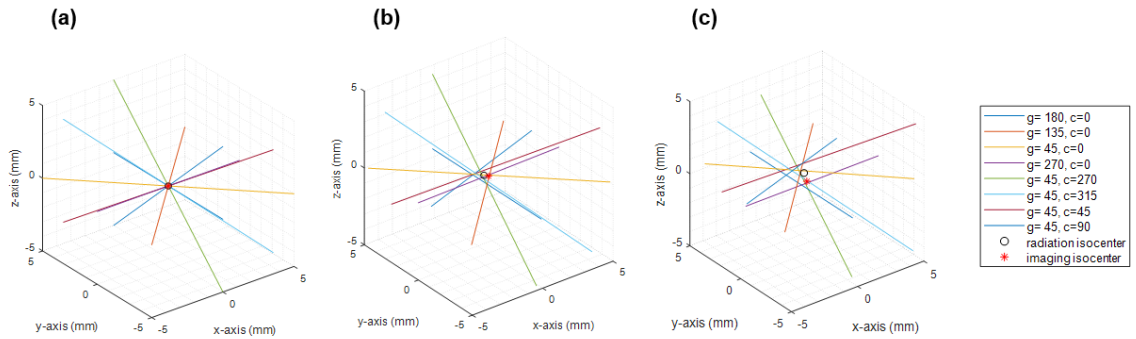 (a)
(b)
(c)
z-axis (mm)
5
0
-5
5
0
-5
y-axis (mm)
-5
0
5
x-axis (mm)
z-axis (mm)
5
0
-5
5
0
-5
y-axis (mm)
-5
0
5
x-axis (mm)
z-axis (mm)
5
0
-5
5
0
-5
y-axis (mm)
-5
0
5
x-axis (mm)
g= 180, c=0
g= 135, c=0
g= 45, c=0
g= 270, c=0
g= 45, c=270
g= 45, c=315
g= 45, c=45
g= 45, c=90
radiation isocenter
imaging isocenter